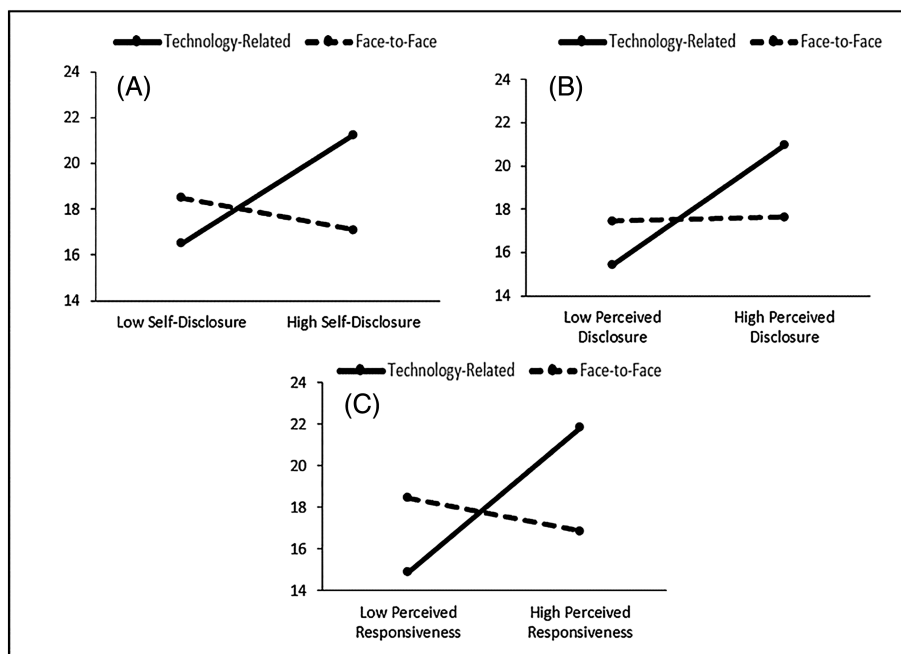 Technology-Related Face-to-Face
(A)
24
22
20
18
16
14
Low Self-Disclosure High Self-Disclosure
Technology-Related Face-to-Face
(B)
24
22
20
18
16
14
Low Perceived High Perceived
Disclosure Disclosure
Technology-Related Face-to-Face
(C)
24
22
20
18
16
14
Low Perceived High Perceived
Responsiveness Responsiveness